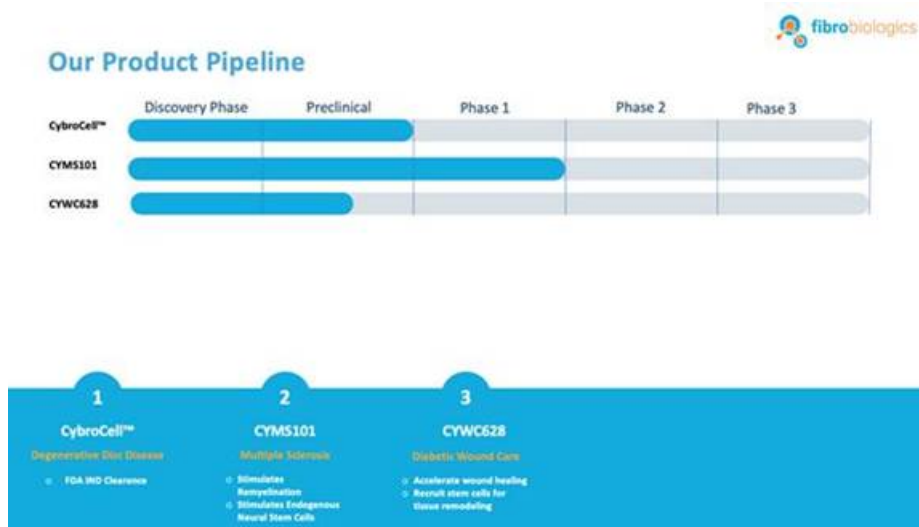 fibrobiologics
Our Product Pipeline
Discovery Phase Preclinical Phase 1 Phase 2 Phase 3
CybroCell™
CYMS101
CYWC628
1
CybroCell™
Degenerative Disc Disease
FDA IND Clearance
2
CYMS101
Multiple Sclerosis
Stimulates
Remyelination
Stimulates Endogenous
Neural Stem Cells
3
CYWC628
Diabetic Wound Care
Accelerate wound healing
Recruit stem cells for
tissue remodeling